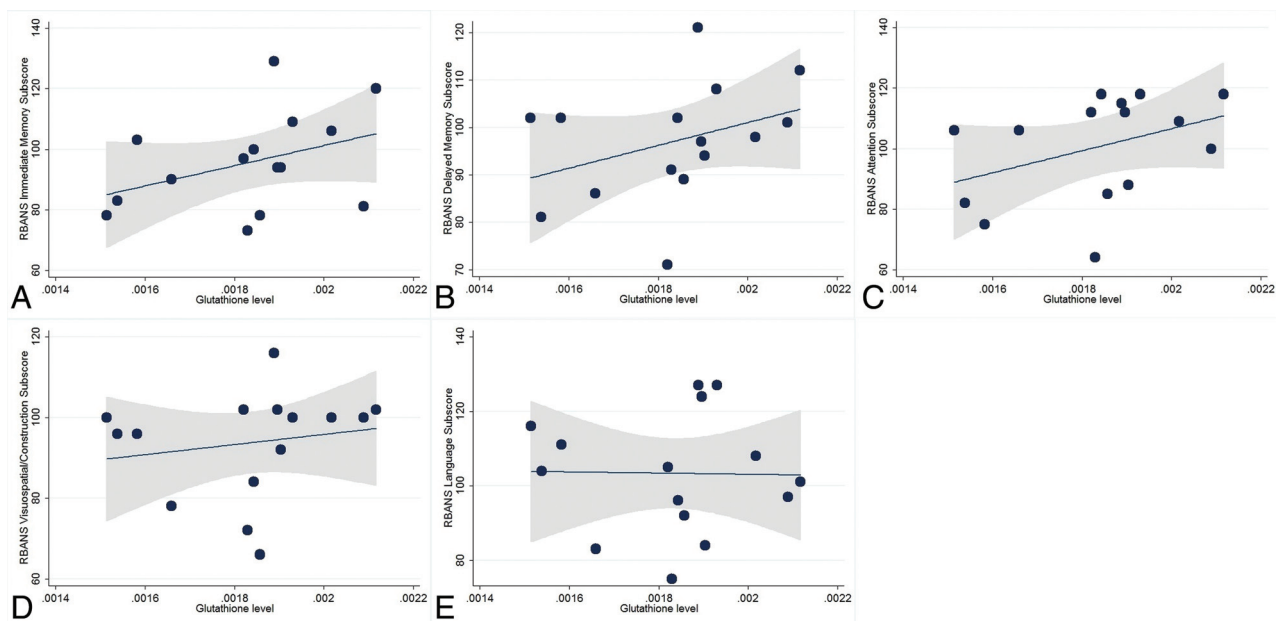 RBANS Immediate Memory Subscore
140
120
100
80
60
.0014 .0016 .0018 .002 .0022
Glutathione level
A
RBANS Delayed Memory Subscore
120
110
100
90
80
70
.0014 .0016 .0018 .002 .0022
Glutathione level
B
RBANS Attention Subscore
140
120
100
80
60
.0014 .0016 .0018 .002 .0022
Glutathione level
C
RBANS Visuospatial/Construction Subscore
120
100
80
60
.0014 .0016 .0018 .002 .0022
Glutathione level
D
RBANS Language Subscore
140
120
100
80
.0014 .0016 .0018 .002 .0022
Glutathione level
E